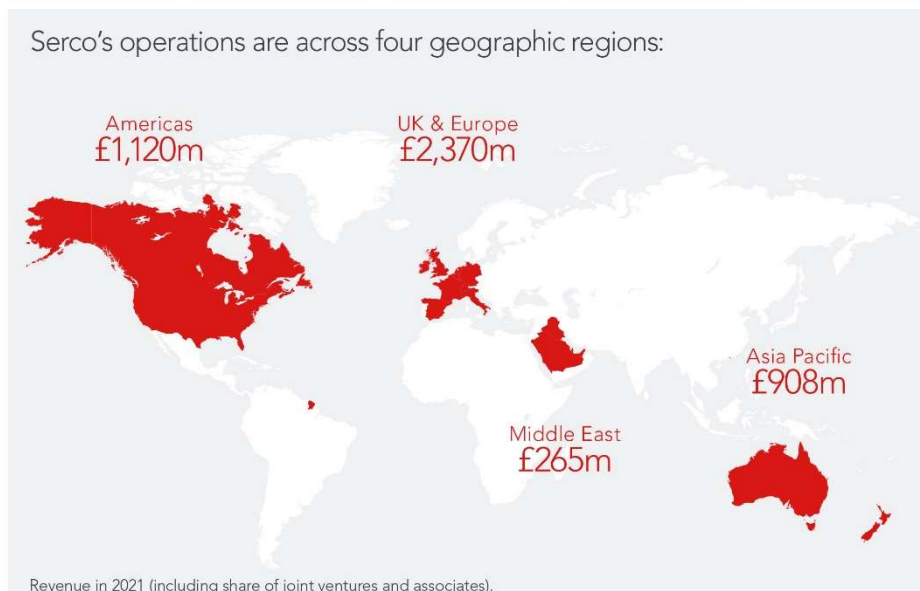 Serco's operations are across four geographic regions:
Americas
£1,120m
UK & Europe
£2,370m
Asia Pacific
£908m
Middle East
£265m
Revenue in 2021 (including share of joint ventures and associates).